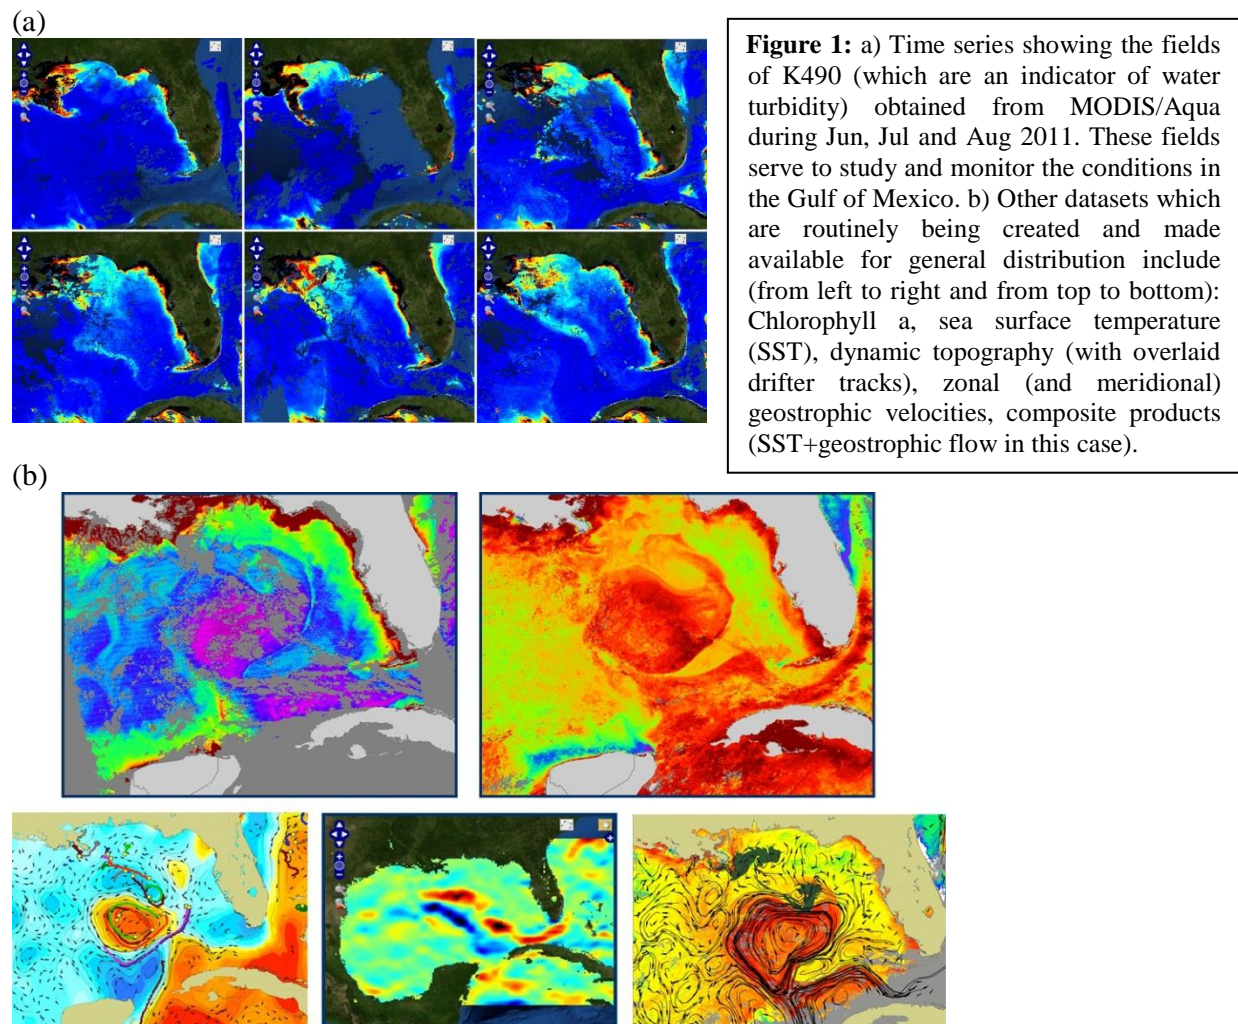 (a)
Figure 1: a) Time series showing the fields
of K490 (which are an indicator of water
turbidity) obtained from MODIS/Aqua
during Jun, Jul and Aug 2011. These fields
serve to study and monitor the conditions in
the Gulf of Mexico. b) Other datasets which
are routinely being created and made
available for general distribution include
(from left to right and from top to bottom):
Chlorophyll a, sea surface temperature
(SST), dynamic topography (with overlaid
drifter tracks), zonal (and meridional)
geostrophic velocities, composite products
(SST+geostrophic flow in this case).
(b)